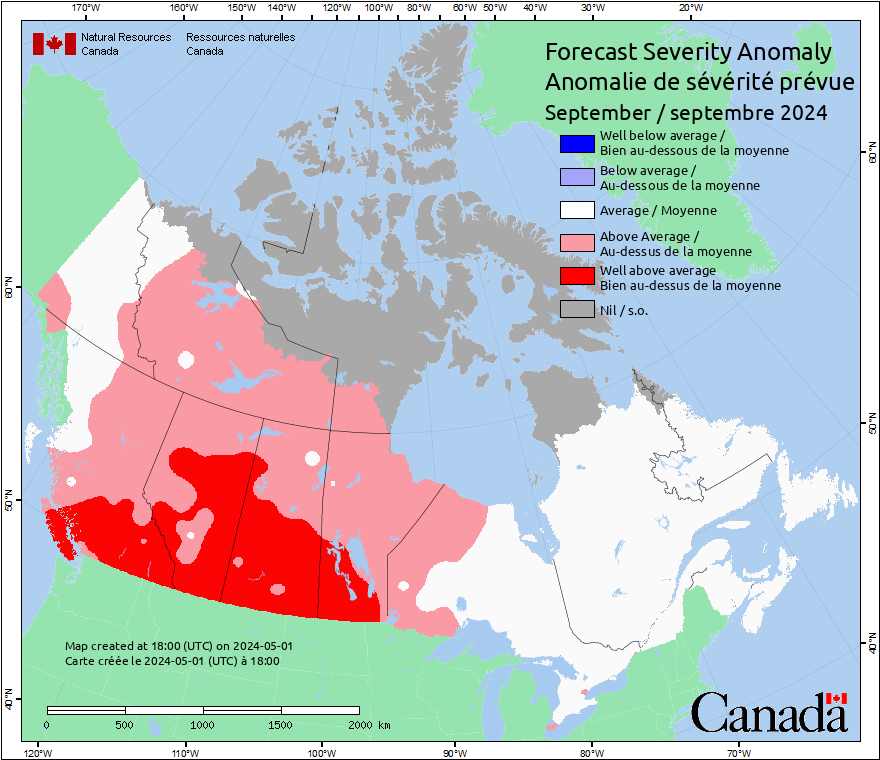 170°W 160°W 150°W 140°W 130°W 120°W 110°W 100°W 90°W 80°W 70°W 60°W 50°W 40°W 30°W 20°W
Natural Resources Canada
Ressources naturelles Canada
Forecast Severity Anomaly
Anomalie de sévérité prévue
September / septembre 2024
Well below average /
Bien au-dessous de la moyenne
Below average /
Au-dessous de la moyenne
Average / Moyenne
Above Average /
Au-dessus de la moyenne
Well above average
Bien au-dessus de la moyenne
Nil / s.o.
60°N
50°N
40°N
60°N
50°N
40°N
Map created at 18:00 (UTC) on 2024-05-01
Carte créée le 2024-05-01 (UTC) à 18:00
0 500 1000 1500 2000 km
Canada
120°W 110°W 100°W 90°W 80°W 70°W